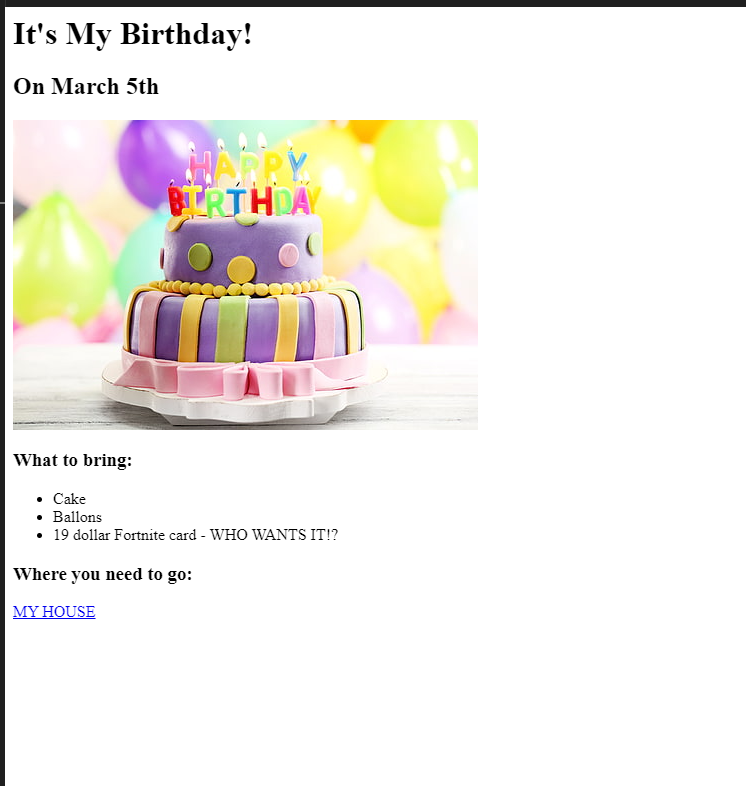 It's My Birthday!
On March 5th
HAPPY
BIRTHDAY
What to bring:
Cake
Ballons
19 dollar Fortnite card - WHO WANTS IT!?
Where you need to go:
MY HOUSE